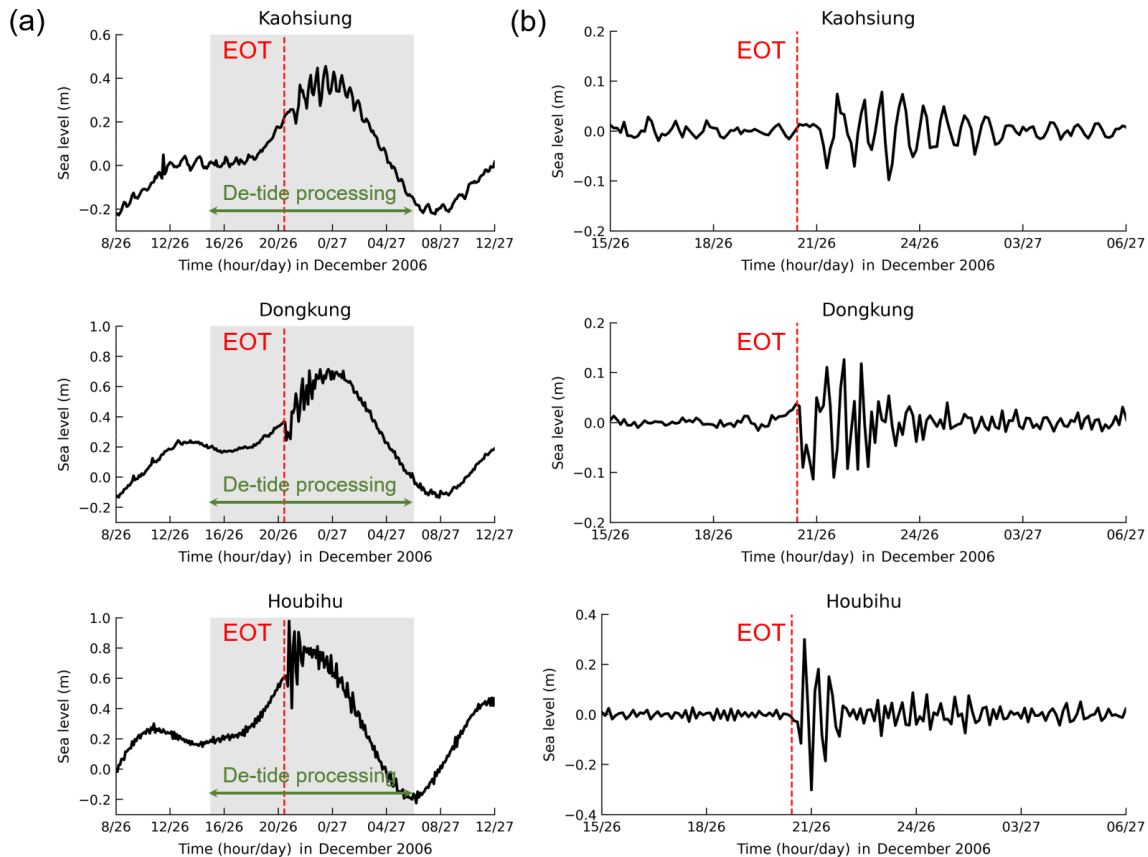 (a)
Kaohsiung
0.6
0.4
0.2
0.0
−0.2
Sea level (m)
EOT
De-tide processing
8/26 12/26 16/26 20/26 0/27 04/27 08/27 12/27
Time (hour/day) in December 2006
Dongkung
1.0
0.8
0.6
0.4
0.2
0.0
−0.2
Sea level (m)
EOT
De-tide processing
8/26 12/26 16/26 20/26 0/27 04/27 08/27 12/27
Time (hour/day) in December 2006
Houbihu
1.0
0.8
0.6
0.4
0.2
0.0
−0.2
Sea level (m)
EOT
De-tide processing
8/26 12/26 16/26 20/26 0/27 04/27 08/27 12/27
Time (hour/day) in December 2006
(b)
Kaohsiung
0.2
0.1
0.0
−0.1
−0.2
Sea level (m)
EOT
15/26 18/26 21/26 24/26 03/27 06/27
Time (hour/day) in December 2006
Dongkung
0.2
0.1
0.0
−0.1
−0.2
Sea level (m)
EOT
15/26 18/26 21/26 24/26 03/27 06/27
Time (hour/day) in December 2006
Houbihu
0.4
0.2
0.0
−0.2
−0.4
Sea level (m)
EOT
15/26 18/26 21/26 24/26 03/27 06/27
Time (hour/day) in December 2006